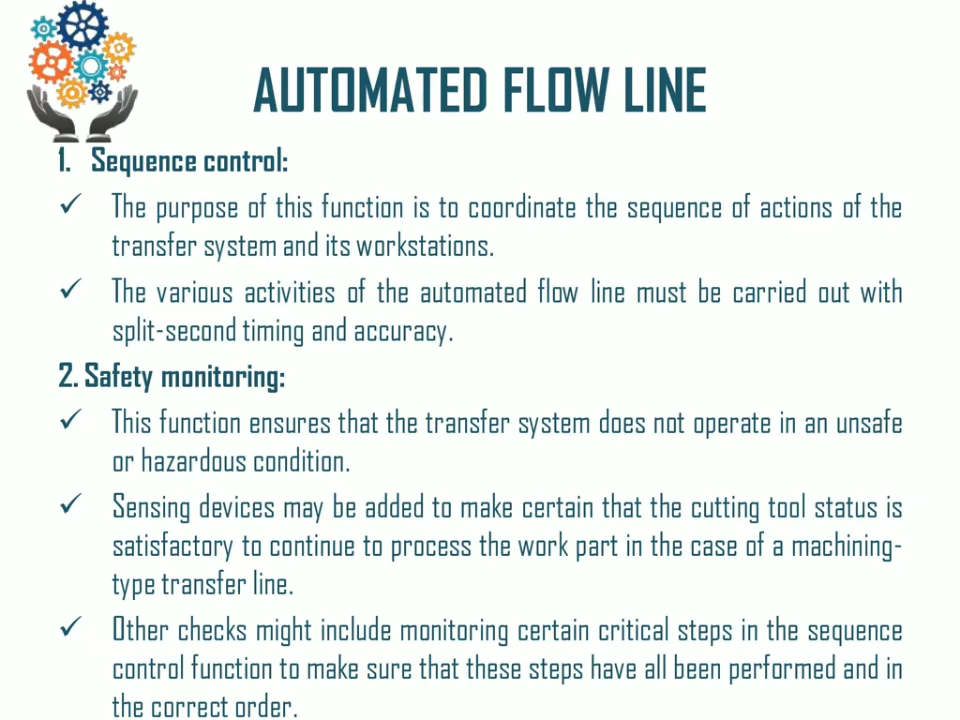 AUTOMATED FLOW LINE
1. Sequence control:
✓ The purpose of this function is to coordinate the sequence of actions of the
transfer system and its workstations.
✓ The various activities of the automated flow line must be carried out with
split-second timing and accuracy.
2. Safety monitoring:
✓ This function ensures that the transfer system does not operate in an unsafe
or hazardous condition.
✓ Sensing devices may be added to make certain that the cutting tool status is
satisfactory to continue to process the work part in the case of a machining-
type transfer line.
✓ Other checks might include monitoring certain critical steps in the sequence
control function to make sure that these steps have all been performed and in
the correct order.